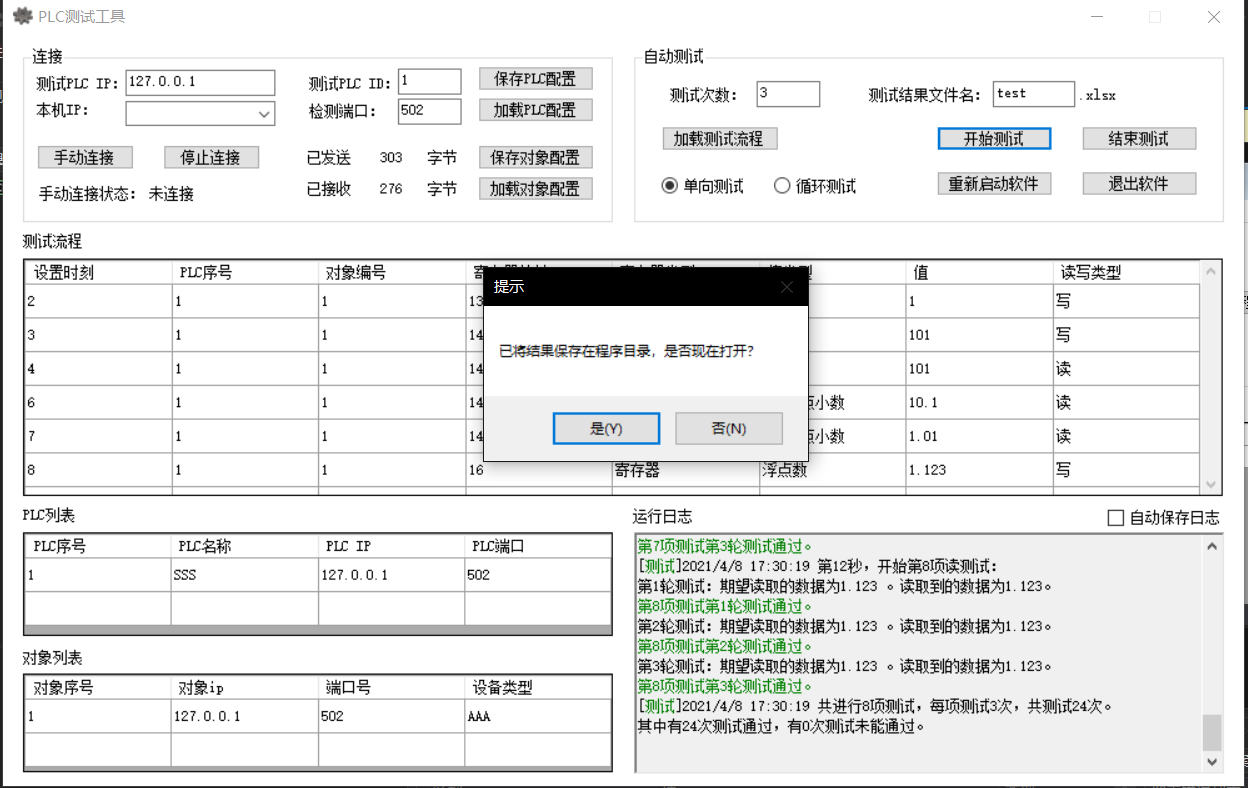 PLC测试工具
连接
测试PLC IP: 127.0.0.1 测试PLC ID: 1 保存PLC配置
本机IP: 检测端口: 502 加载PLC配置
手动连接 停止连接 已发送 303 字节 保存对象配置
手动连接状态: 未连接 已接收 276 字节 加载对象配置
自动测试
测试次数: 3 测试结果文件名: test .xlsx
加载测试流程 开始测试 结束测试
单向测试 循环测试 重新启动软件 退出软件
测试流程
设置时刻 PLC序号 对象编号 值 读写类型
2 1 1 13 1 写
3 1 1 14 101 写
4 1 1 14 101 读
6 1 1 14 小数 10.1 读
7 1 1 14 小数 1.01 读
8 1 1 16 寄存器 浮点数 1.123 写
提示
已将结果保存在程序目录，是否现在打开?
是(Y) 否(N)
PLC列表
PLC序号 PLC名称 PLC IP PLC端口
1 SSS 127.0.0.1 502
对象列表
对象序号 对象ip 端口号 设备类型
1 127.0.0.1 502 AAA
运行日志 自动保存日志
第7项测试第3轮测试通过。
[测试]2021/4/8 17:30:19 第12秒，开始第8项读测试:
第1轮测试: 期望读取的数据为1.123 。读取到的数据为1.123。
第8项测试第1轮测试通过。
第2轮测试: 期望读取的数据为1.123 。读取到的数据为1.123。
第8项测试第2轮测试通过。
第3轮测试: 期望读取的数据为1.123 。读取到的数据为1.123。
第8项测试第3轮测试通过。
[测试]2021/4/8 17:30:19 共进行8项测试，每项测试3次，共测试24次。
其中有24次测试通过，有0次测试未能通过。